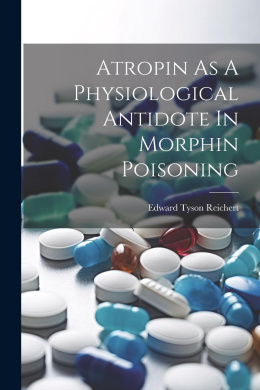 Atropin As A
Physiological
Antidote In
Morphin
Poisoning
Edward Tyson Reichert